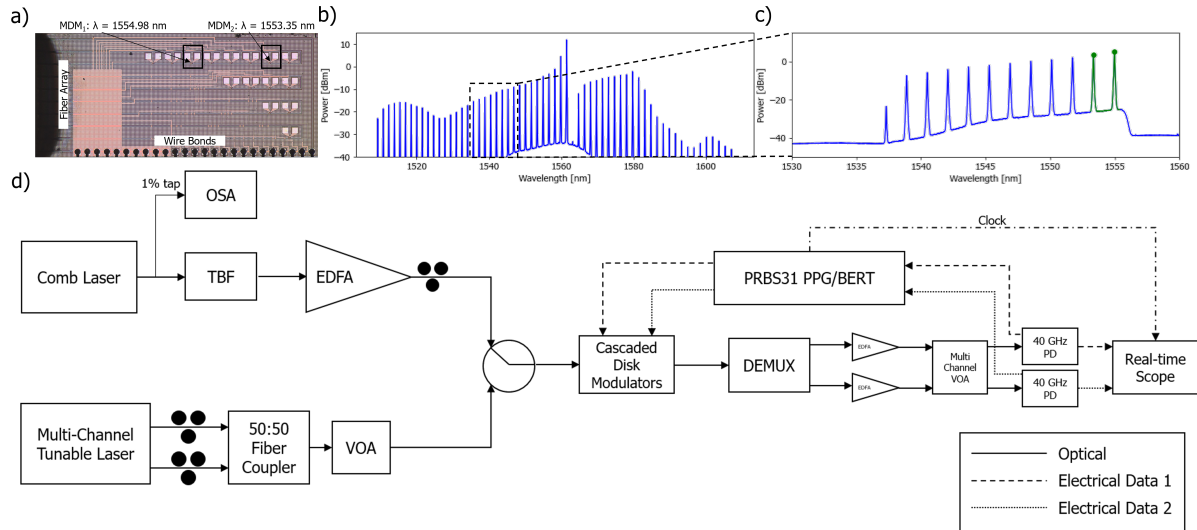 a)
MDM₁: λ = 1554.98 nm
MDM₂: λ = 1553.35 nm
Fiber Array
Wire Bonds
b)
Power [dBm]
10
0
−10
−20
−30
−40
1520
1540
1560
1580
1600
Wavelength [nm]
c)
Power [dBm]
0
−20
−40
1530
1535
1540
1545
1550
1555
1560
Wavelength [nm]
d)
1% tap
OSA
Comb Laser
TBF
EDFA
Clock
PRBS31 PPG/BERT
Cascaded
Disk
Modulators
DEMUX
EDFA
EDFA
Multi
Channel
VOA
40 GHz
PD
40 GHz
PD
Real-time
Scope
Multi-Channel
Tunable Laser
50:50
Fiber
Coupler
VOA
Optical
Electrical Data 1
Electrical Data 2